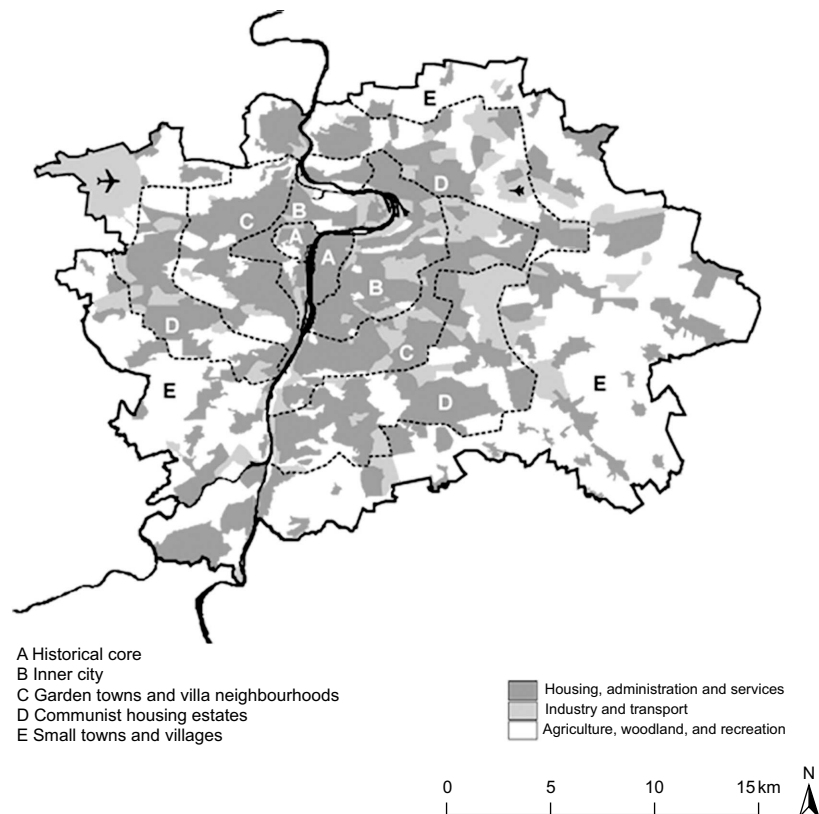 E
D
B
C
A
A
B
D
C
E
E
D
A Historical core
B Inner city
C Garden towns and villa neighbourhoods
D Communist housing estates
E Small towns and villages
Housing, administration and services
Industry and transport
Agriculture, woodland, and recreation
0 5 10 15 km
N